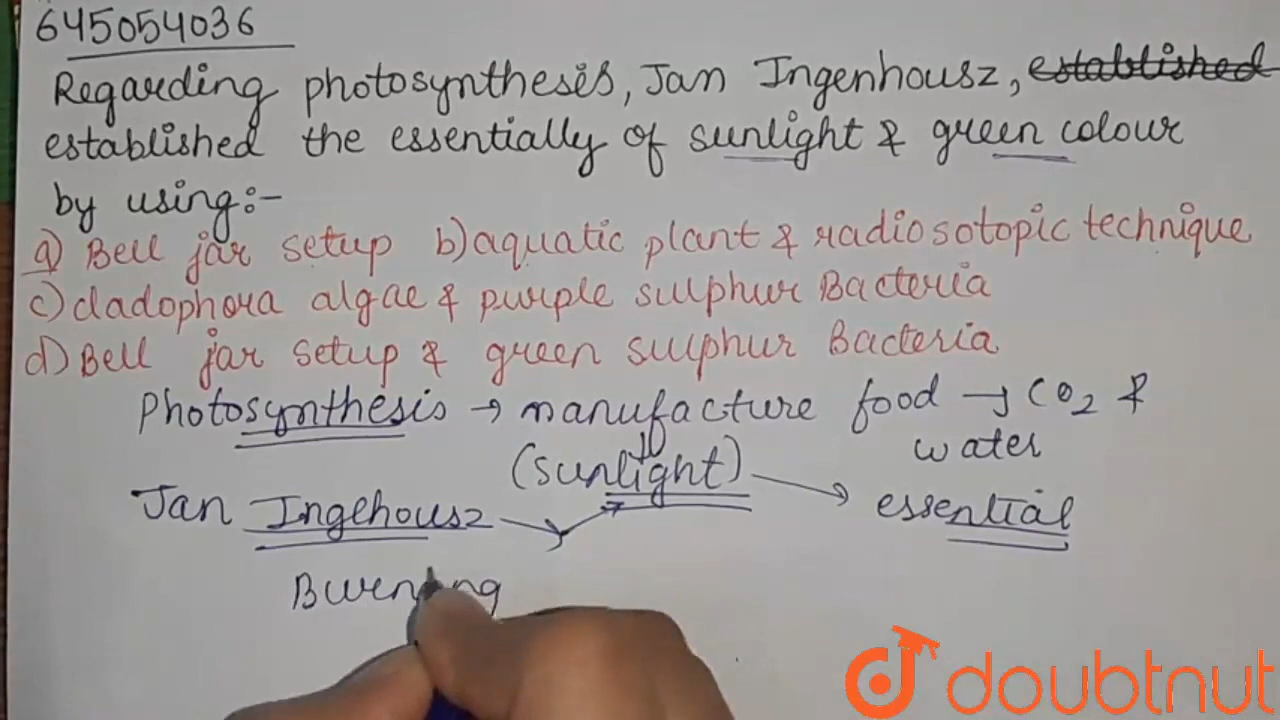 645054036
Regarding photosynthesis, Jan Ingenhousz, established
established the essentially of sunlight & green colour
by using:-
a) Bell jar setup b) aquatic plant & radiosotopic technique
c) cladophora algae & purple sulphur Bacteria
d) Bell jar setup & green sulphur Bacteria
Photosynthesis → manufacture food → CO2 &
water
(sunlight) → essential
Jan Ingehousz →
doubtnut